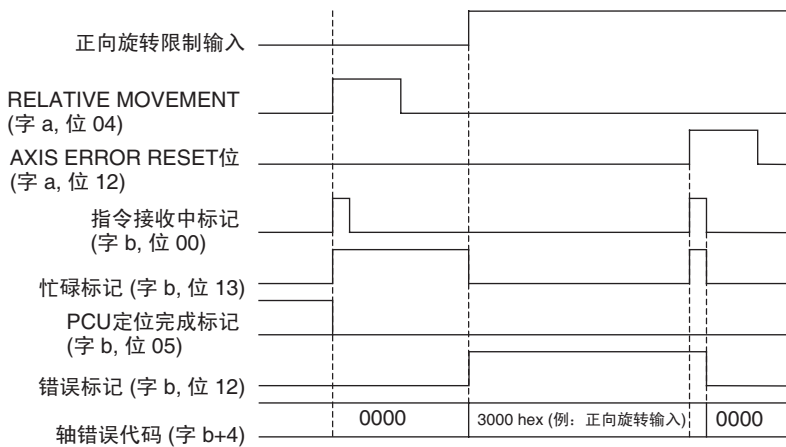 正向旋转限制输入
RELATIVE MOVEMENT
(字 a, 位 04)
AXIS ERROR RESET位
(字 a, 位 12)
指令接收中标记
(字 b, 位 00)
忙碌标记 (字 b, 位 13)
PCU定位完成标记
(字 b, 位 05)
错误标记 (字 b, 位 12)
轴错误代码 (字 b+4)
0000
3000 hex (例：正向旋转输入)
0000